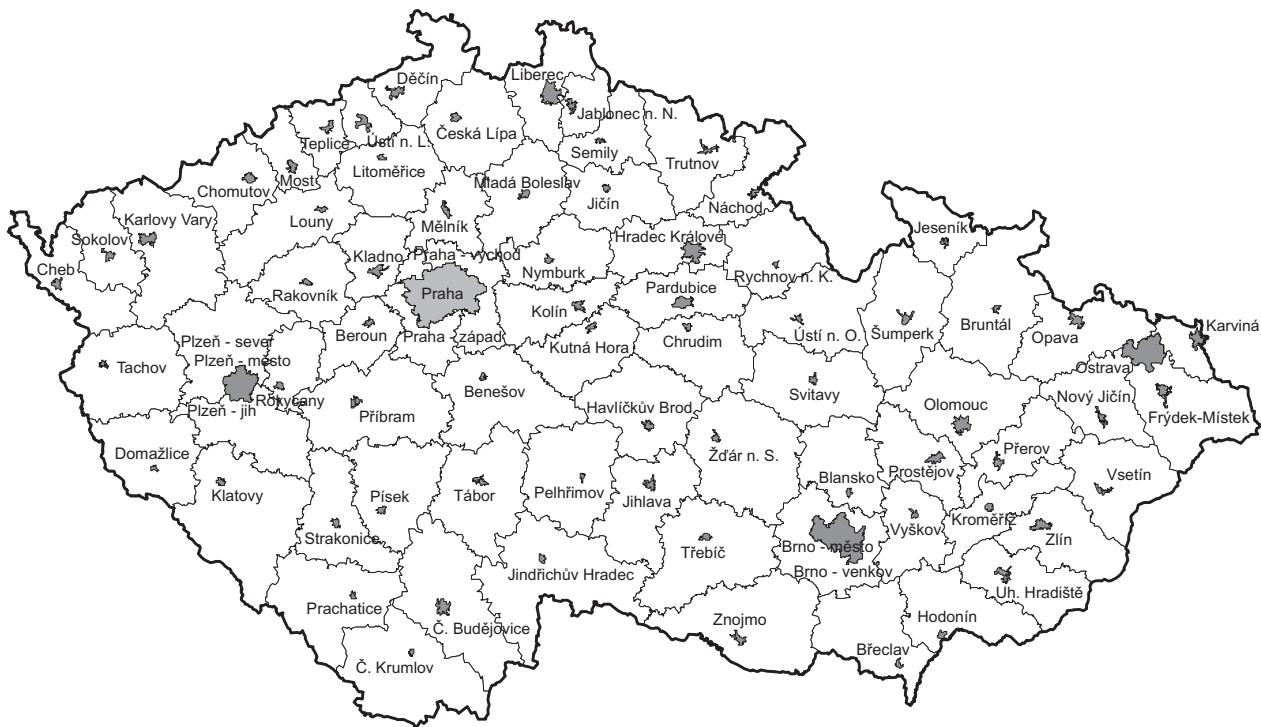 Děčín
Liberec
Jablonec n. N.
Teplice
Ústí n. L.
Česká Lípa
Semily
Trutnov
Chomutov
Most
Litoměřice
Mladá Boleslav
Jičín
Náchod
Karlovy Vary
Louny
Mělník
Hradec Králové
Jeseník
Sokolov
Cheb
Kladno
Praha - východ
Nymburk
Rychnov n. K.
Rakovník
Praha
Pardubice
Kolín
Beroun
Praha - západ
Kutná Hora
Chrudim
Ústí n. O.
Šumperk
Bruntál
Opava
Karviná
Plzeň - sever
Plzeň - město
Tachov
Ostrava
Rokycany
Benešov
Svitavy
Nový Jičín
Frýdek-Místek
Plzeň - jih
Příbram
Havlíčkův Brod
Olomouc
Domažlice
Žďár n. S.
Přerov
Klatovy
Písek
Tábor
Pelhřimov
Jihlava
Blansko
Prostějov
Vsetín
Strakonice
Třebíč
Brno - město
Vyškov
Kroměříž
Zlín
Jindřichův Hradec
Brno - venkov
Uh. Hradiště
Prachatice
Č. Budějovice
Znojmo
Hodonín
Č. Krumlov
Břeclav